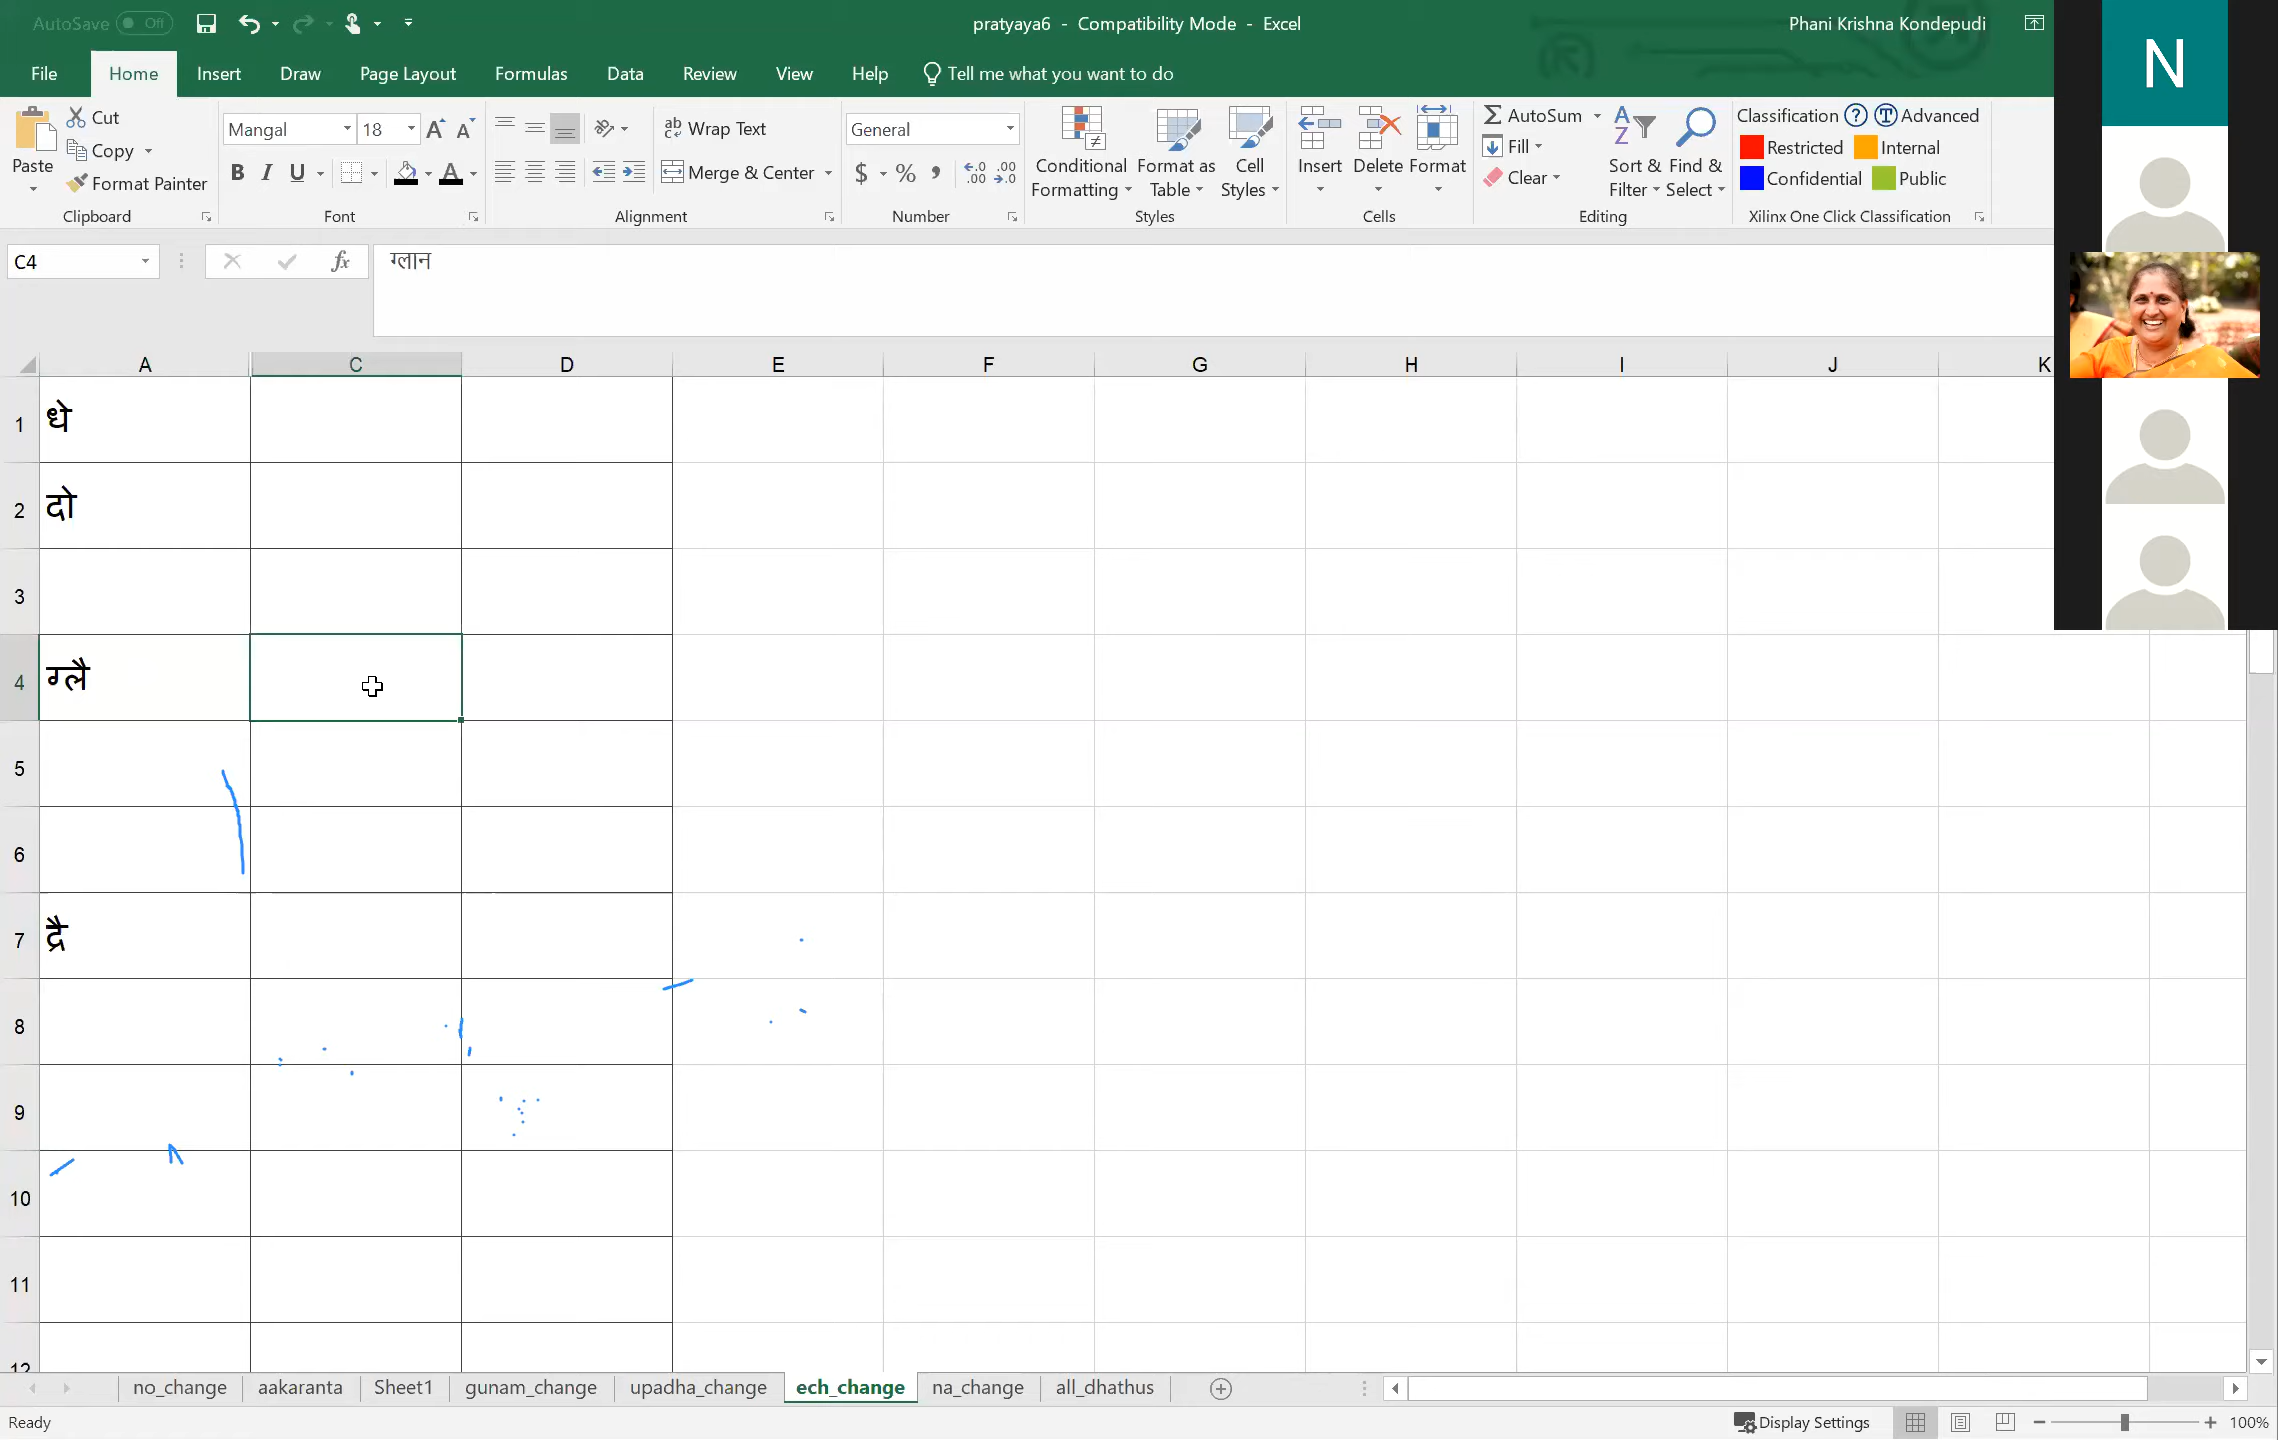 AutoSave Off
pratyaya6 - Compatibility Mode - Excel
Phani Krishna Kondepudi
N
File Home Insert Draw Page Layout Formulas Data Review View Help Tell me what you want to do
Paste
Cut
Copy
Format Painter
Clipboard
Mangal 18
B I U
Font
Wrap Text
Merge & Center
Alignment
General
$ % ,
Number
Conditional Formatting
Format as Table
Cell Styles
Styles
Insert
Delete
Format
Cells
AutoSum
Fill
Clear
Sort & Filter
Find & Select
Editing
Classification ? Advanced
Restricted Internal
Confidential Public
Xilinx One Click Classification
C4
fx
ग्लान
A C D E F G H I J K
1 धे
2 दो
3
4 ग्लै
5
6
7 द्रै
8
9
10
11
12
no_change aakaranta Sheet1 gunam_change upadha_change ech_change na_change all_dhathus
Ready
Display Settings
100%